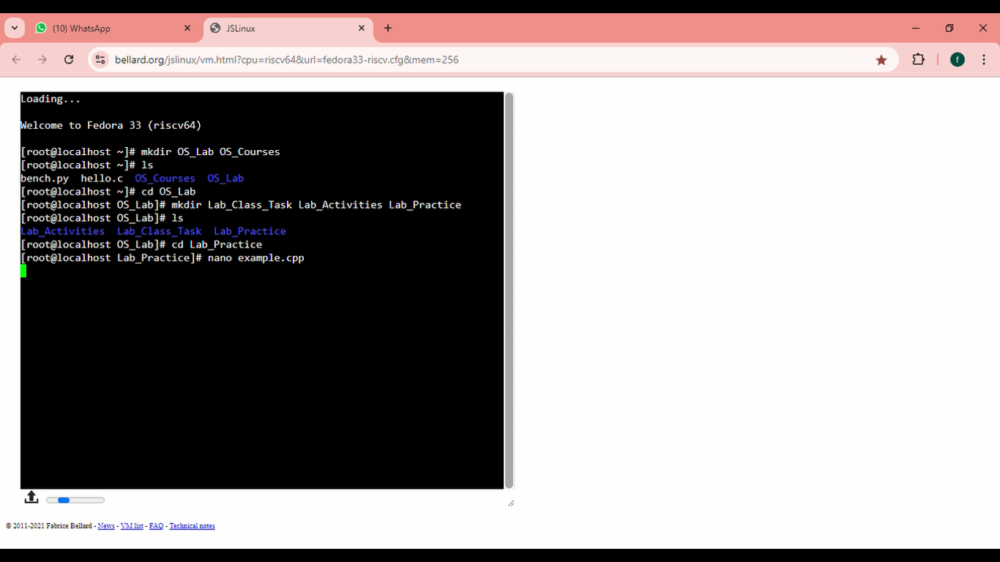 (10) WhatsApp
JSLinux
bellard.org/jslinux/vm.html?cpu=riscv64&url=fedora33-riscv.cfg&mem=256
f
Loading...
Welcome to Fedora 33 (riscv64)
[root@localhost ~]# mkdir OS_Lab OS_Courses
[root@localhost ~]# ls
bench.py  hello.c  OS_Courses  OS_Lab
[root@localhost ~]# cd OS_Lab
[root@localhost OS_Lab]# mkdir Lab_Class_Task Lab_Activities Lab_Practice
[root@localhost OS_Lab]# ls
Lab_Activities  Lab_Class_Task  Lab_Practice
[root@localhost OS_Lab]# cd Lab_Practice
[root@localhost Lab_Practice]# nano example.cpp
© 2011-2021 Fabrice Bellard - News - VM list - FAQ - Technical notes